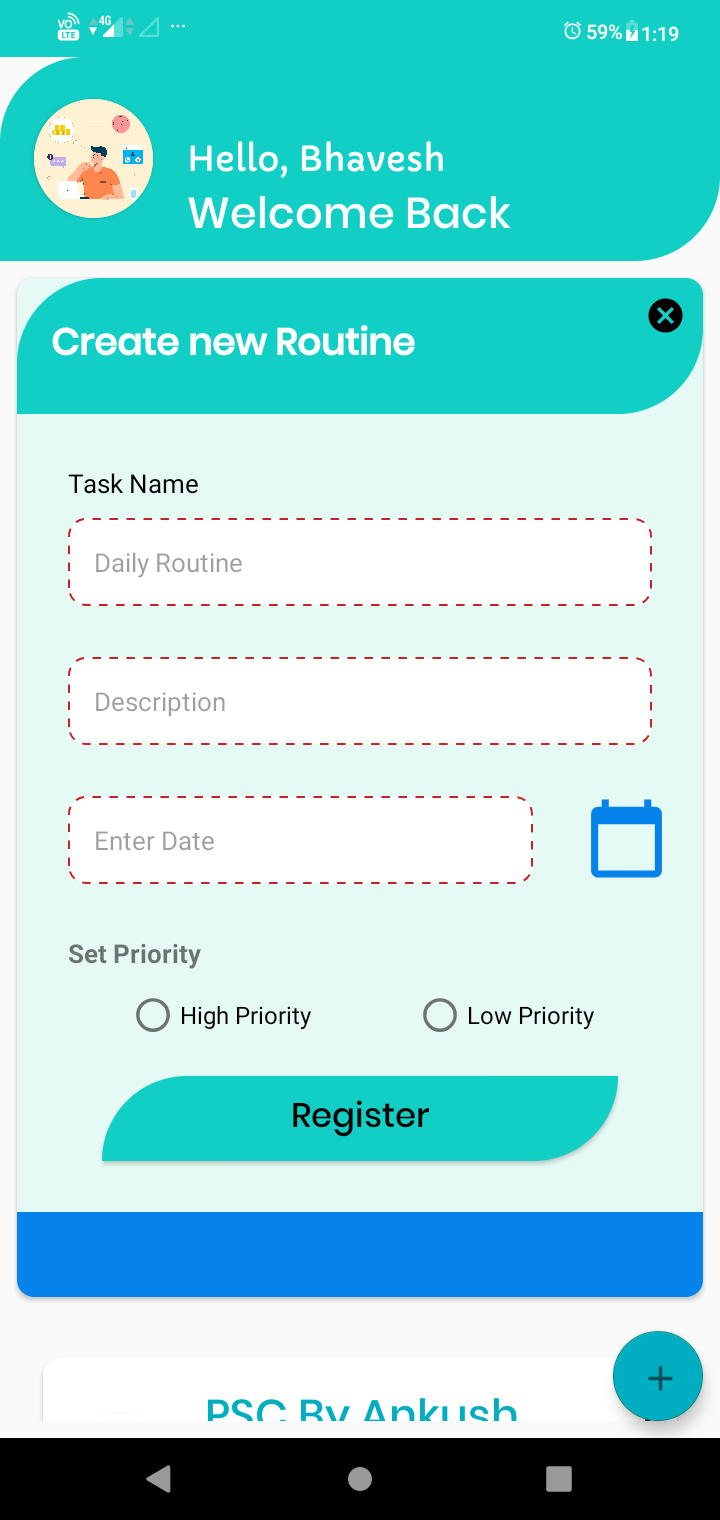 VO LTE 4G 59% 1:19
Hello, Bhavesh
Welcome Back
Create new Routine
Task Name
Daily Routine
Description
Enter Date
Set Priority
High Priority Low Priority
Register
PSC By Ankush